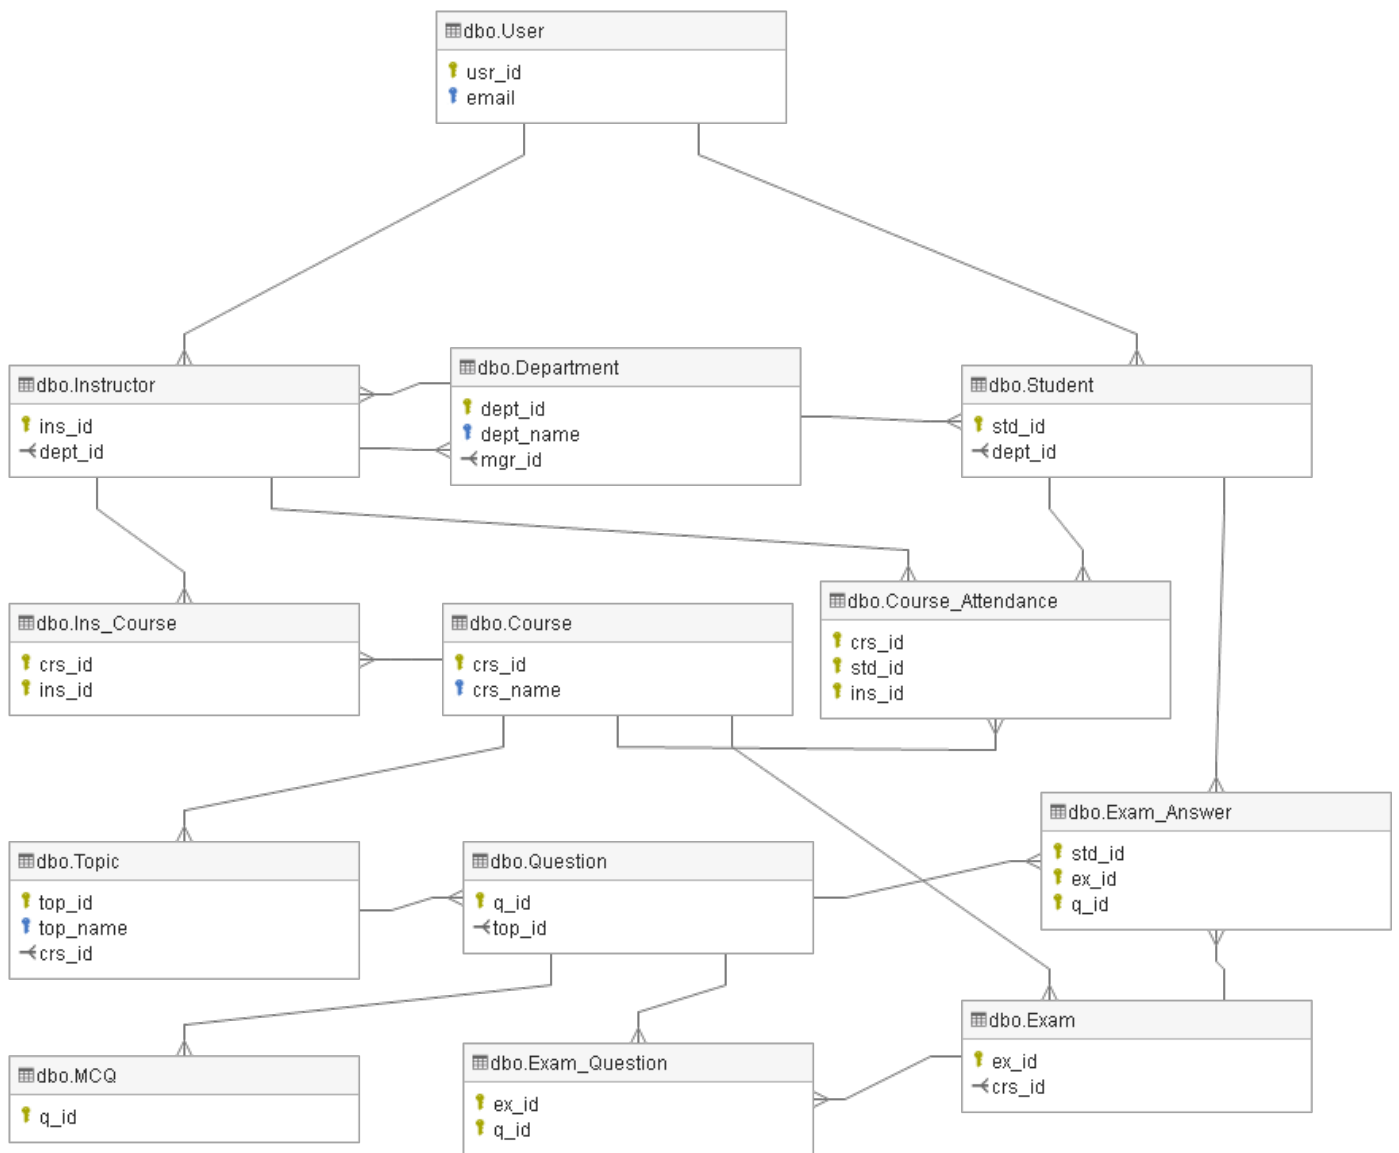 dbo.User
usr_id
email
dbo.Instructor
ins_id
dept_id
dbo.Department
dept_id
dept_name
mgr_id
dbo.Student
std_id
dept_id
dbo.Ins_Course
crs_id
ins_id
dbo.Course
crs_id
crs_name
dbo.Course_Attendance
crs_id
std_id
ins_id
dbo.Topic
top_id
top_name
crs_id
dbo.Question
q_id
top_id
dbo.Exam_Answer
std_id
ex_id
q_id
dbo.MCQ
q_id
dbo.Exam_Question
ex_id
q_id
dbo.Exam
ex_id
crs_id